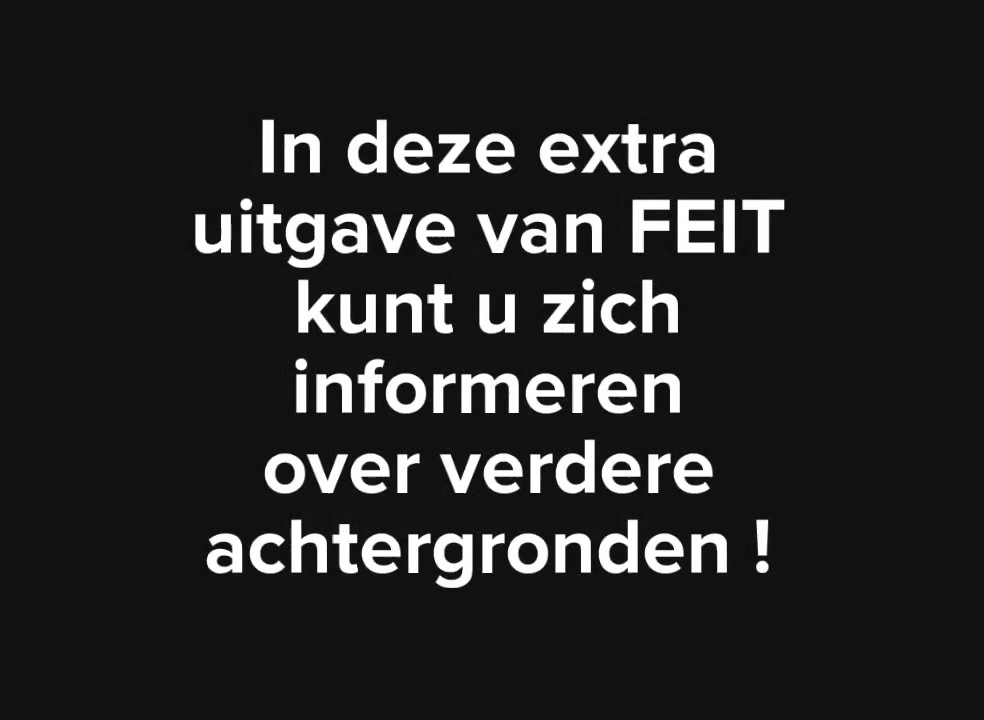 In deze extra
uitgave van FEIT
kunt u zich
informeren
over verdere
achtergronden !